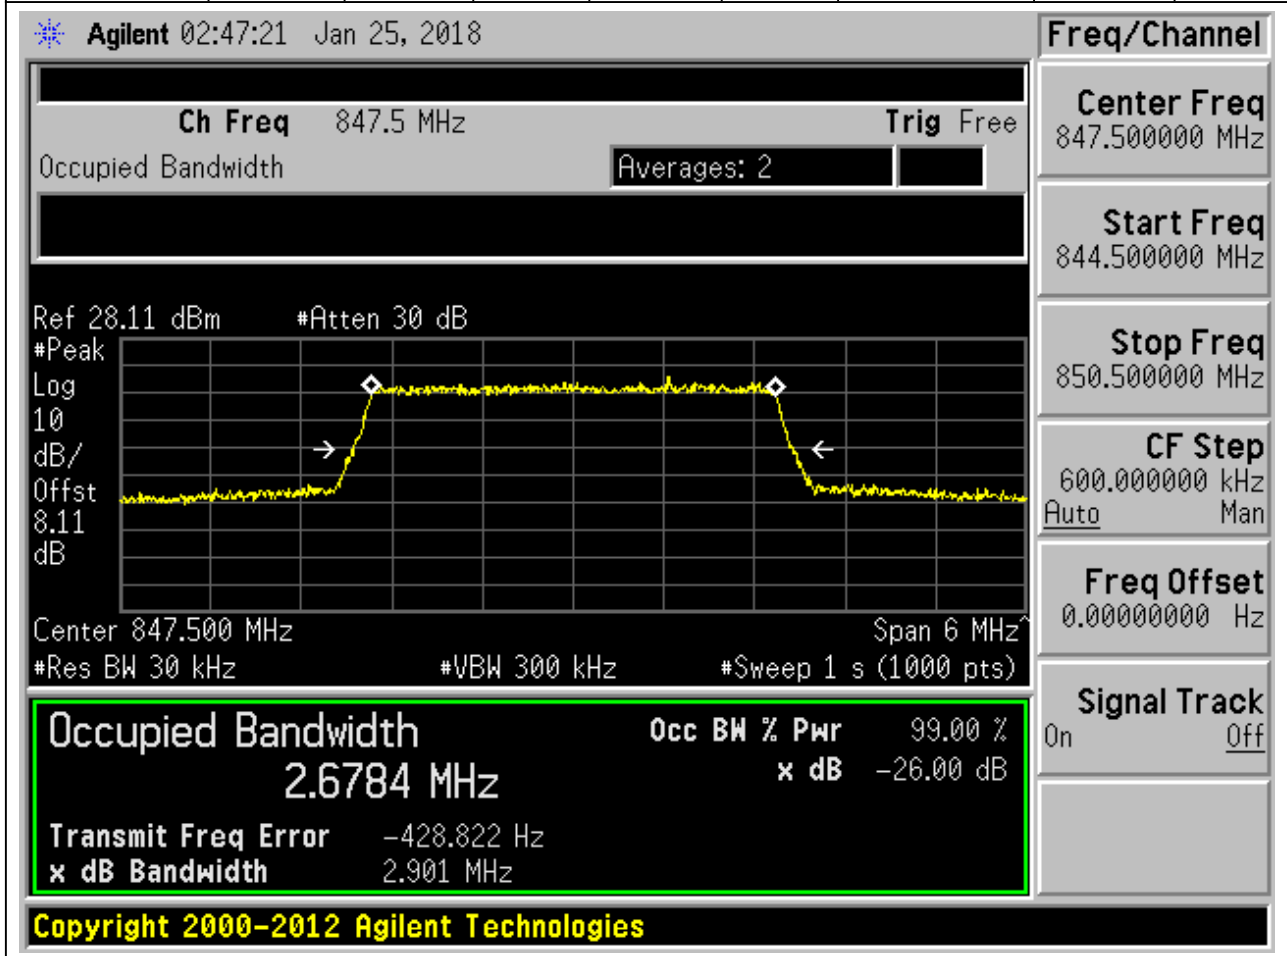 Agilent 02:47:21 Jan 25, 2018
Freq/Channel
Ch Freq 847.5 MHz Trig Free
Occupied Bandwidth Averages: 2
Center Freq
847.500000 MHz
Start Freq
844.500000 MHz
Stop Freq
850.500000 MHz
CF Step
600.000000 kHz
Auto Man
Freq Offset
0.00000000 Hz
Signal Track
On Off
Ref 28.11 dBm #Atten 30 dB
#Peak
Log
10
dB/
Offst
8.11
dB
Center 847.500 MHz Span 6 MHz^
#Res BW 30 kHz #VBW 300 kHz #Sweep 1 s (1000 pts)
Occupied Bandwidth Occ BW % Pwr 99.00 %
2.6784 MHz x dB -26.00 dB
Transmit Freq Error -428.822 Hz
x dB Bandwidth 2.901 MHz
Copyright 2000-2012 Agilent Technologies